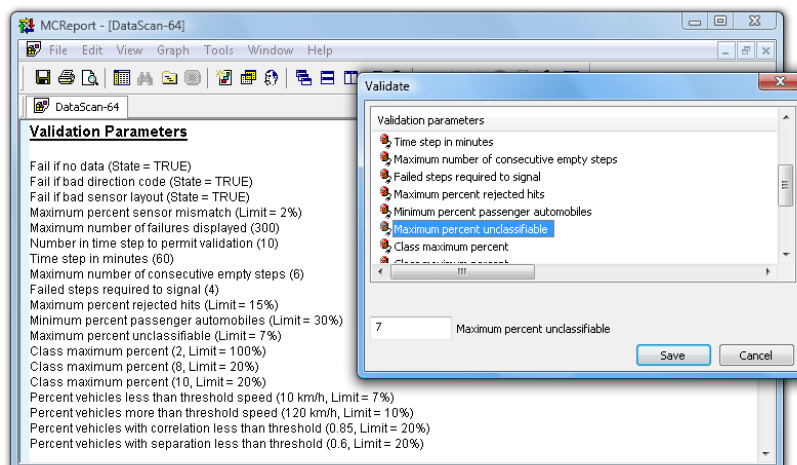 MCReport - [DataScan-64]
File Edit View Graph Tools Window Help
DataScan-64
Validation Parameters
Fail if no data (State = TRUE)
Fail if bad direction code (State = TRUE)
Fail if bad sensor layout (State = TRUE)
Maximum percent sensor mismatch (Limit = 2%)
Maximum number of failures displayed (300)
Number in time step to permit validation (10)
Time step in minutes (60)
Maximum number of consecutive empty steps (6)
Failed steps required to signal (4)
Maximum percent rejected hits (Limit = 15%)
Minimum percent passenger automobiles (Limit = 30%)
Maximum percent unclassifiable (Limit = 7%)
Class maximum percent (2, Limit = 100%)
Class maximum percent (8, Limit = 20%)
Class maximum percent (10, Limit = 20%)
Percent vehicles less than threshold speed (10 km/h, Limit = 7%)
Percent vehicles more than threshold speed (120 km/h, Limit = 10%)
Percent vehicles with correlation less than threshold (0.85, Limit = 20%)
Percent vehicles with separation less than threshold (0.6, Limit = 20%)
Validate
Validation parameters
Time step in minutes
Maximum number of consecutive empty steps
Failed steps required to signal
Maximum percent rejected hits
Minimum percent passenger automobiles
Maximum percent unclassifiable
Class maximum percent
7 Maximum percent unclassifiable
Save Cancel